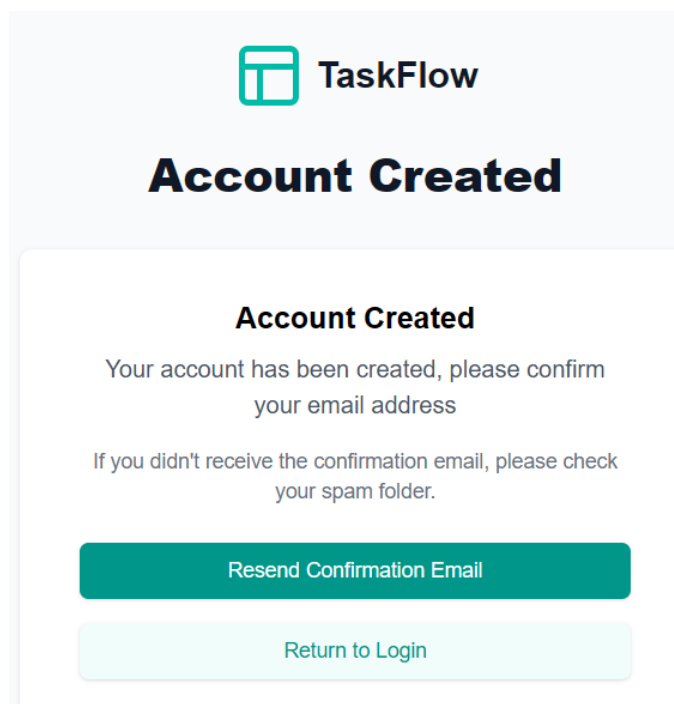 TaskFlow
Account Created
Account Created
Your account has been created, please confirm
your email address
If you didn't receive the confirmation email, please check
your spam folder.
Resend Confirmation Email
Return to Login